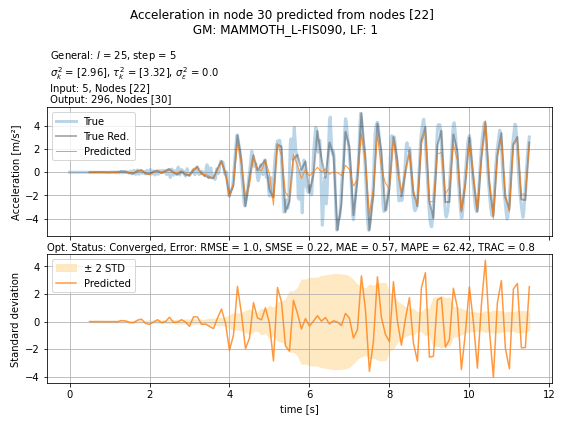 Acceleration in node 30 predicted from nodes [22]
GM: MAMMOTH_L-FIS090, LF: 1
General: l = 25, step = 5
σ²ₖ = [2.96], τ²ₖ = [3.32], σ²ε = 0.0
Input: 5, Nodes [22]
Output: 296, Nodes [30]
True
True Red.
Predicted
Acceleration [m/s²]
4
2
0
−2
−4
Opt. Status: Converged, Error: RMSE = 1.0, SMSE = 0.22, MAE = 0.57, MAPE = 62.42, TRAC = 0.8
± 2 STD
Predicted
Standard deviation
4
2
0
−2
−4
0 2 4 6 8 10 12
time [s]